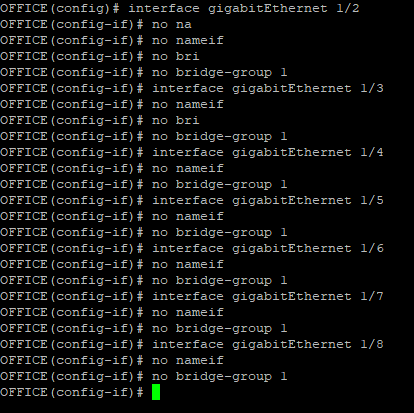 OFFICE(config)# interface gigabitEthernet 1/2
OFFICE(config-if)# no na
OFFICE(config-if)# no nameif
OFFICE(config-if)# no bri
OFFICE(config-if)# no bridge-group 1
OFFICE(config-if)# interface gigabitEthernet 1/3
OFFICE(config-if)# no nameif
OFFICE(config-if)# no bri
OFFICE(config-if)# no bridge-group 1
OFFICE(config-if)# interface gigabitEthernet 1/4
OFFICE(config-if)# no nameif
OFFICE(config-if)# no bridge-group 1
OFFICE(config-if)# interface gigabitEthernet 1/5
OFFICE(config-if)# no nameif
OFFICE(config-if)# no bridge-group 1
OFFICE(config-if)# interface gigabitEthernet 1/6
OFFICE(config-if)# no nameif
OFFICE(config-if)# no bridge-group 1
OFFICE(config-if)# interface gigabitEthernet 1/7
OFFICE(config-if)# no nameif
OFFICE(config-if)# no bridge-group 1
OFFICE(config-if)# interface gigabitEthernet 1/8
OFFICE(config-if)# no nameif
OFFICE(config-if)# no bridge-group 1
OFFICE(config-if)#